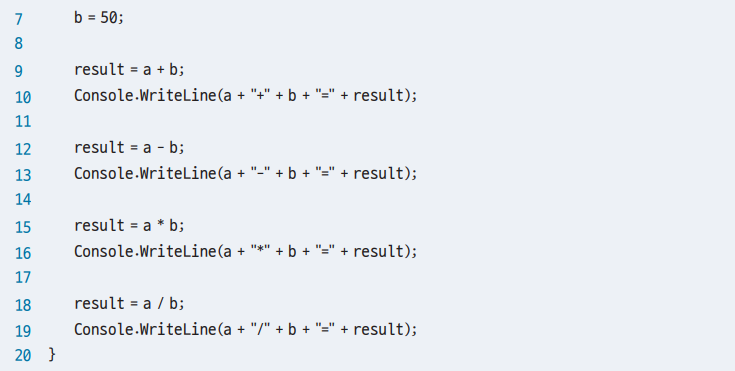 7 b = 50;
8
9 result = a + b;
10 Console.WriteLine(a + "+" + b + "=" + result);
11
12 result = a - b;
13 Console.WriteLine(a + "-" + b + "=" + result);
14
15 result = a * b;
16 Console.WriteLine(a + "*" + b + "=" + result);
17
18 result = a / b;
19 Console.WriteLine(a + "/" + b + "=" + result);
20 }